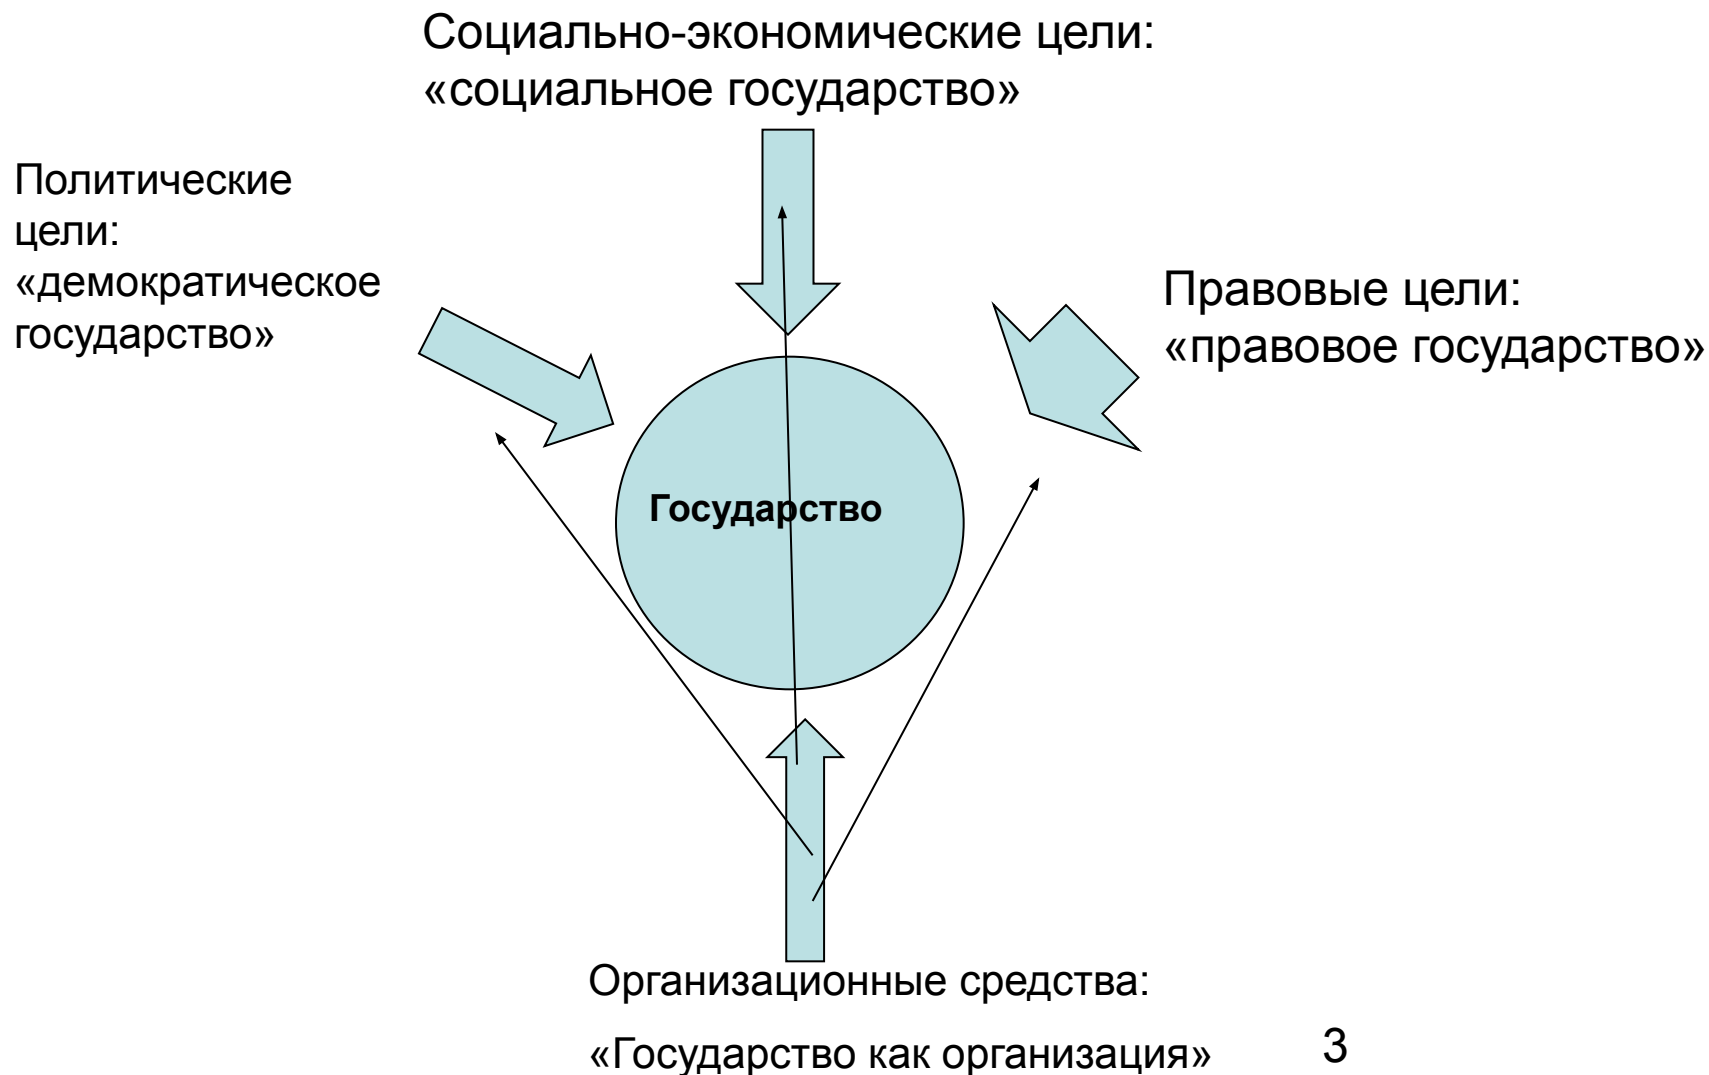 Социально-экономические цели:
«социальное государство»
Политические
цели:
«демократическое
государство»
Правовые цели:
«правовое государство»
Государство
Организационные средства:
«Государство как организация»
3